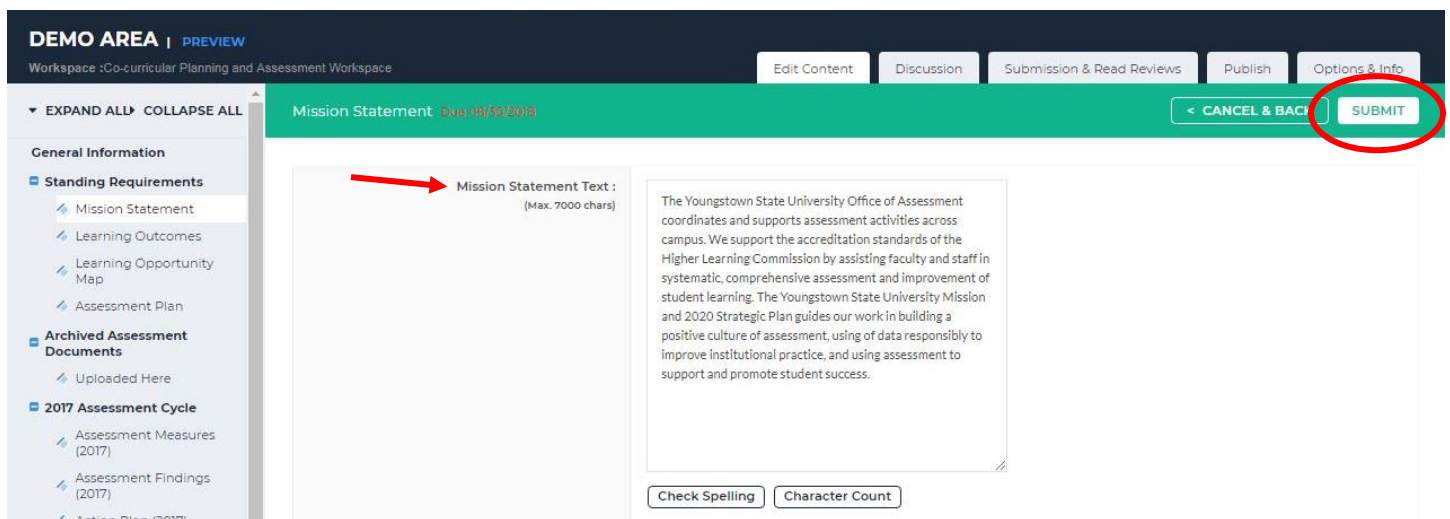 DEMO AREA | PREVIEW
Workspace :Co-curricular Planning and Assessment Workspace
Edit Content
Discussion
Submission & Read Reviews
Publish
Options & Info
EXPAND ALL COLLAPSE ALL
Mission Statement Due
< CANCEL & BACK
SUBMIT
General Information
Standing Requirements
Mission Statement
Learning Outcomes
Learning Opportunity
Map
Assessment Plan
Archived Assessment
Documents
Uploaded Here
2017 Assessment Cycle
Assessment Measures
(2017)
Assessment Findings
(2017)
Action Plan (2017)
Mission Statement Text :
(Max. 7000 chars)
The Youngstown State University Office of Assessment
coordinates and supports assessment activities across
campus. We support the accreditation standards of the
Higher Learning Commission by assisting faculty and staff in
systematic, comprehensive assessment and improvement of
student learning. The Youngstown State University Mission
and 2020 Strategic Plan guides our work in building a
positive culture of assessment, using of data responsibly to
improve institutional practice, and using assessment to
support and promote student success.
Check Spelling
Character Count